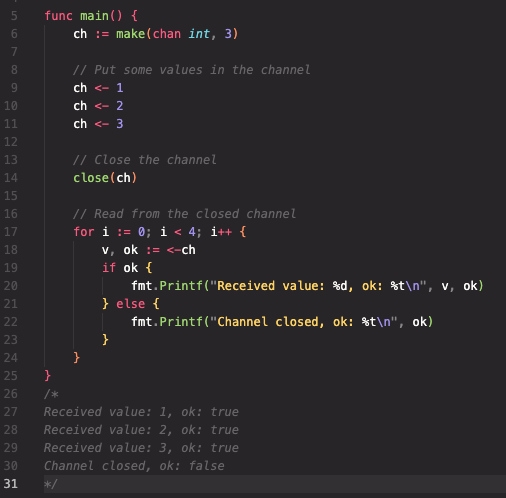 5 func main() {
6     ch := make(chan int, 3)
7
8     // Put some values in the channel
9     ch <- 1
10     ch <- 2
11     ch <- 3
12
13     // Close the channel
14     close(ch)
15
16     // Read from the closed channel
17     for i := 0; i < 4; i++ {
18         v, ok := <-ch
19         if ok {
20             fmt.Printf("Received value: %d, ok: %t\n", v, ok)
21         } else {
22             fmt.Printf("Channel closed, ok: %t\n", ok)
23         }
24     }
25 }
26 /*
27 Received value: 1, ok: true
28 Received value: 2, ok: true
29 Received value: 3, ok: true
30 Channel closed, ok: false
31 */